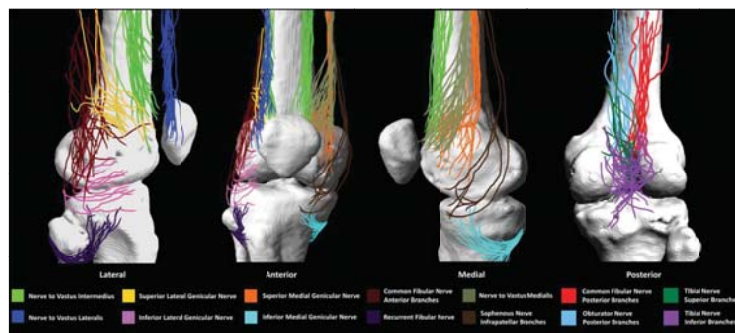 Lateral
Anterior
Medial
Posterior
Nerve to Vastus Intermedius
Superior Lateral Genicular Nerve
Superior Medial Genicular Nerve
Common Fibular Nerve
Anterior Branches
Nerve to VastusMedialis
Common Fibular Nerve
Posterior Branches
Tibia Nerve
Superior Branches
Nerve to Vastus Lateralis
Inferior Laterd Genicular Nerve
Inferior Medial Genicular Nerve
Recurrent Fibular Nerve
Saphenous Nerve
Infrapatellar Branches
Obturator Nerve
Posterior Branches
Tibia Nerve
Inferior Branches